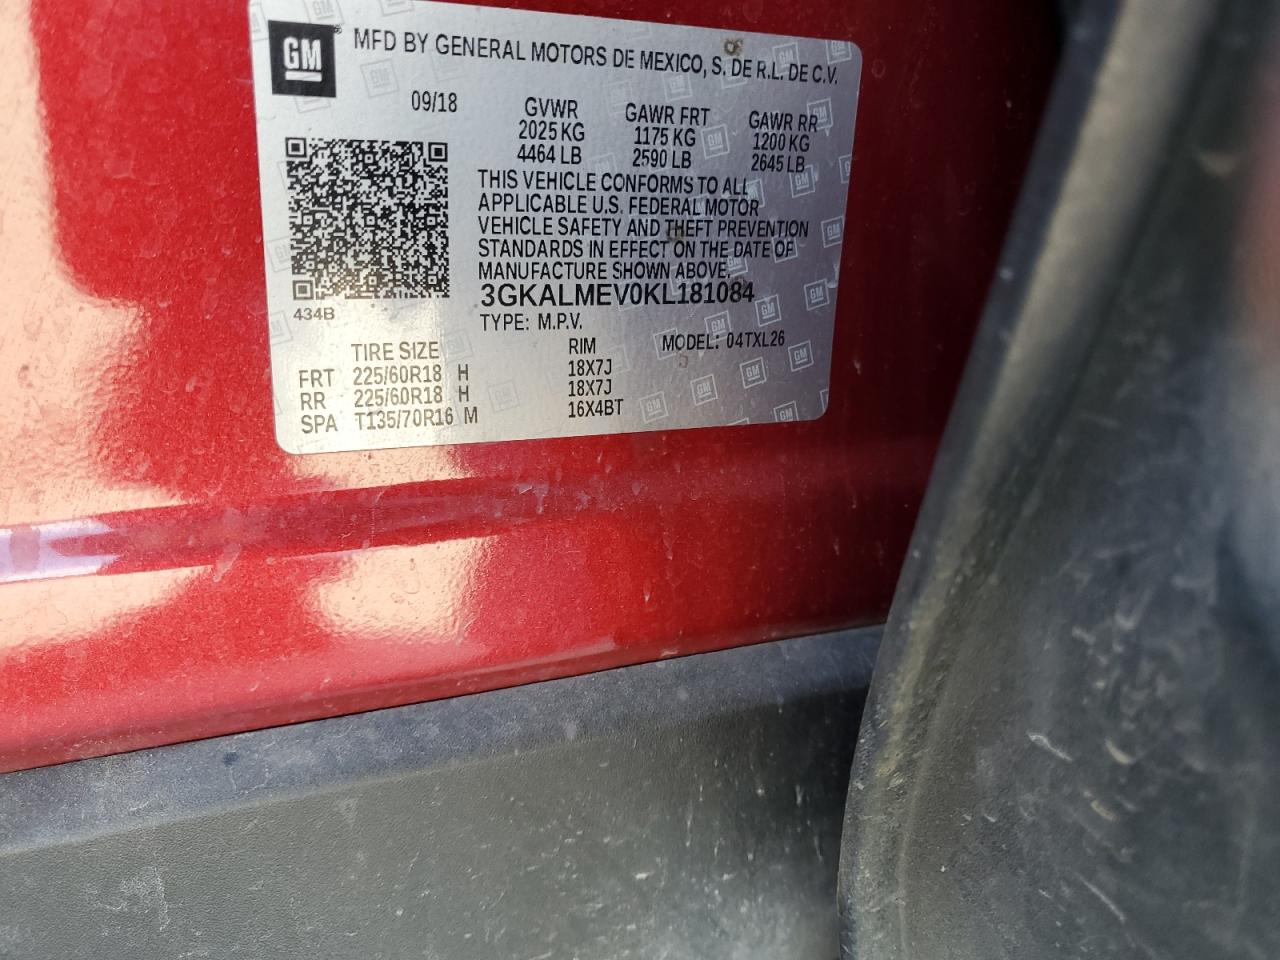 GM
MFD BY GENERAL MOTORS DE MEXICO, S. DE R.L. DE C.V.
09/18 GVWR GAWR FRT GAWR RR
2025 KG 1175 KG 1200 KG
4464 LB 2590 LB 2645 LB
THIS VEHICLE CONFORMS TO ALL
APPLICABLE U.S. FEDERAL MOTOR
VEHICLE SAFETY AND THEFT PREVENTION
STANDARDS IN EFFECT ON THE DATE OF
MANUFACTURE SHOWN ABOVE.
3GKALMEV0KL181084
434B
TYPE: M.P.V.
MODEL: 04TXL26
TIRE SIZE RIM
FRT 225/60R18 H 18X7J
RR 225/60R18 H 18X7J
SPA T135/70R16 M 16X4BT